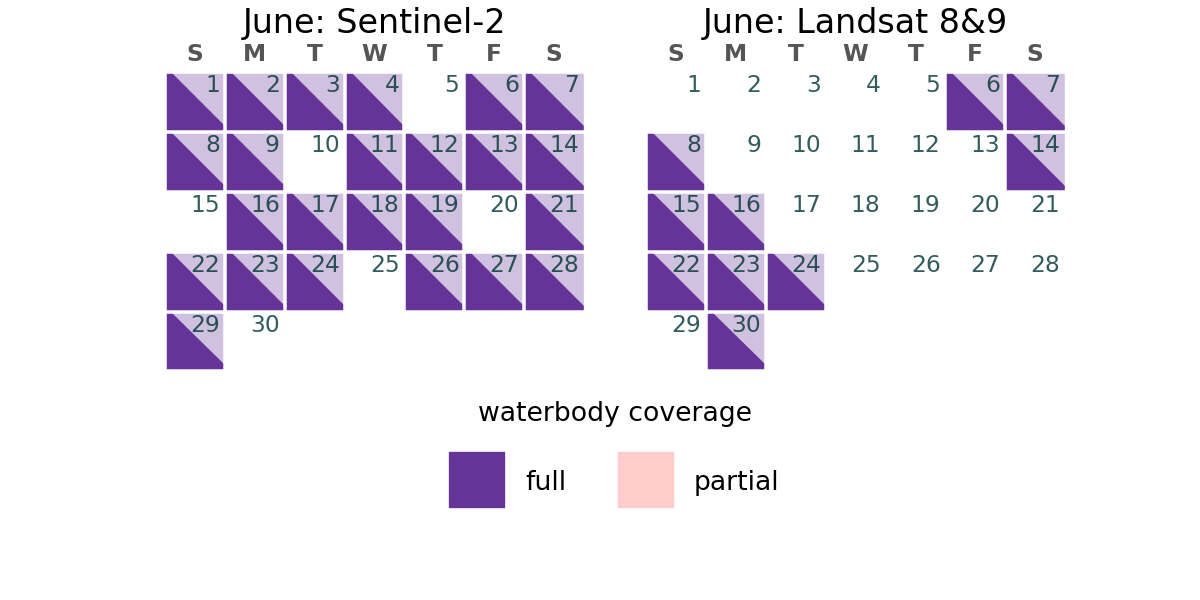 June: Sentinel-2
S M T W T F S
1 2 3 4 5 6 7
8 9 10 11 12 13 14
15 16 17 18 19 20 21
22 23 24 25 26 27 28
29 30
June: Landsat 8&9
S M T W T F S
1 2 3 4 5 6 7
8 9 10 11 12 13 14
15 16 17 18 19 20 21
22 23 24 25 26 27 28
29 30
waterbody coverage
full
partial